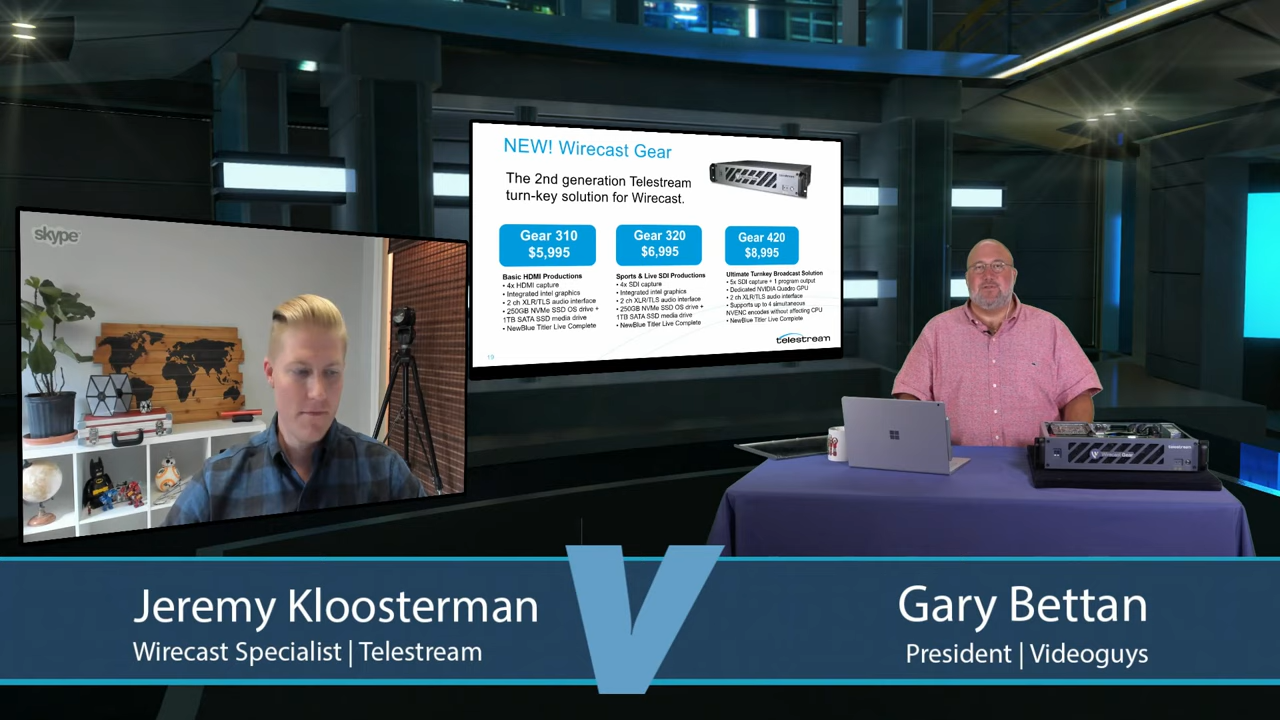 skype
NEW! Wirecast Gear
The 2nd generation Telestream
turn-key solution for Wirecast.
Gear 310
$5,995
Basic HDMI Productions
• 4x HDMI capture
• Integrated intel graphics
• 2 ch XLR/TLS audio interface
• 250GB NVMe SSD OS drive +
1TB SATA SSD media drive
• NewBlue Titler Live Complete
Gear 320
$6,995
Sports & Live SDI Productions
• 4x SDI capture
• Integrated intel graphics
• 2 ch XLR/TLS audio interface
• 250GB NVMe SSD OS drive +
1TB SATA SSD media drive
• NewBlue Titler Live Complete
Gear 420
$8,995
Ultimate Turnkey Broadcast Solution
• 5x SDI capture + 1 program output
• Dedicated NVIDIA Quadro GPU
• 2 ch XLR/TLS audio interface
• Supports up to 4 simultaneous
NVENC encodes without affecting CPU
• NewBlue Titler Live Complete
telestream
19
Wirecast Gear
Jeremy Kloosterman
Wirecast Specialist | Telestream
V
Gary Bettan
President | Videoguys